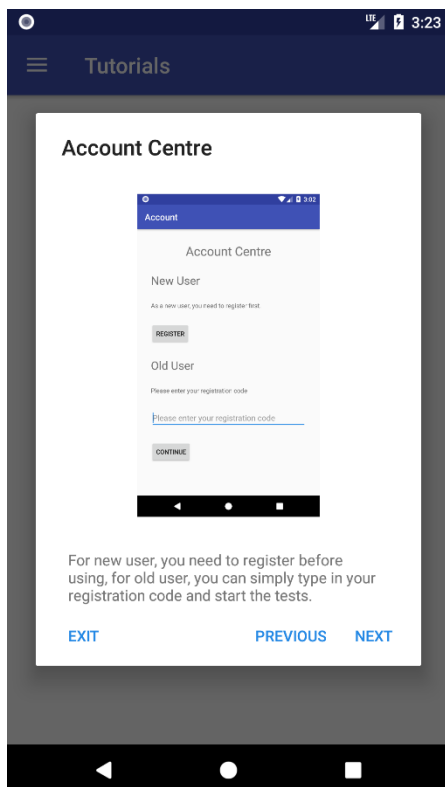 LTE 3:23
Tutorials
Account Centre
3:02
Account
Account Centre
New User
As a new user, you need to register first.
REGISTER
Old User
Please enter your registration code
Please enter your registration code
CONTINUE
For new user, you need to register before
using, for old user, you can simply type in your
registration code and start the tests.
EXIT PREVIOUS NEXT